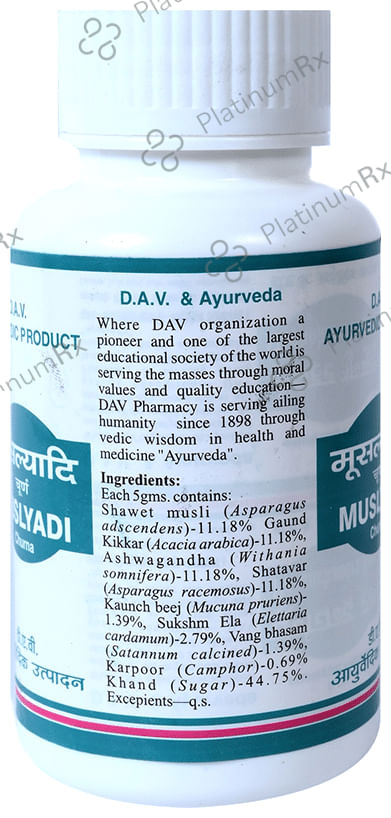 PlatinumRx
PlatinumRx
PlatinumRx
D.A.V. & Ayurveda
Where DAV organization a
pioneer and one of the largest
educational society of the world is
serving the masses through moral
values and quality education—
DAV Pharmacy is serving ailing
humanity since 1898 through
vedic wisdom in health and
medicine "Ayurveda".
Ingredients:
Each 5gms. contains:
Shawet musli (Asparagus
adscendens)-11.18% Gaund
Kikkar (Acacia arabica)-11.18%,
Ashwagandha (Withania
somnifera)-11.18%, Shatavar
(Asparagus racemosus)-11.18%,
Kaunch beej (Mucuna pruriens)-
1.39%, Sukshm Ela (Elettaria
cardamum)-2.79%, Vang bhasam
(Satannum calcined)-1.39%,
Karpoor (Camphor)-0.69%
Khand (Sugar)-44.75%.
Excepients—q.s.
D.A.V.
DIC PRODUCT
सल्यादि
चूर्ण
SLYADI
Churna
डी.ए.वी.
दिक उत्पादन
D.A
AYURVEDIC
मूसल
चू
MUSL
Ch
डी.ए
आयुर्वेदि